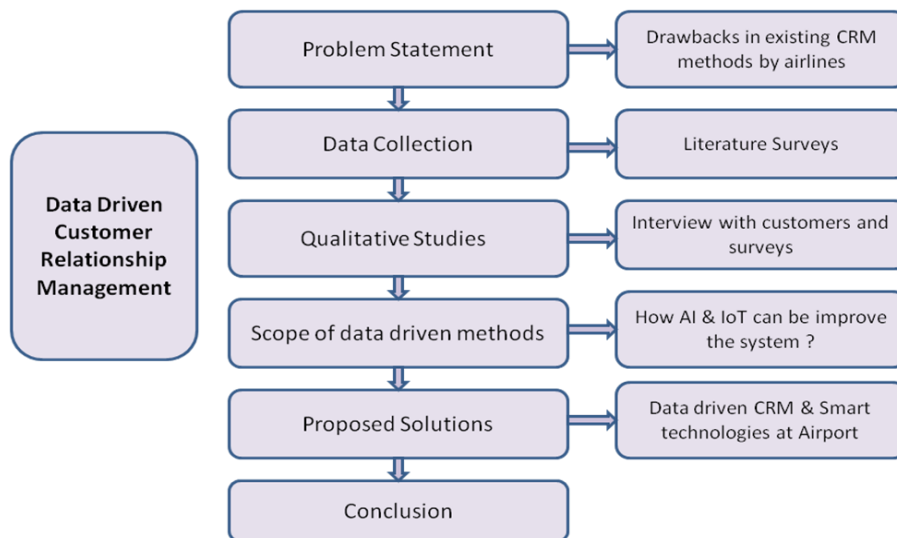 Problem Statement
Drawbacks in existing CRM
methods by airlines
Data Collection
Literature Surveys
Data Driven
Customer
Relationship
Management
Qualitative Studies
Interview with customers and
surveys
Scope of data driven methods
How AI & IoT can be improve
the system ?
Proposed Solutions
Data driven CRM & Smart
technologies at Airport
Conclusion